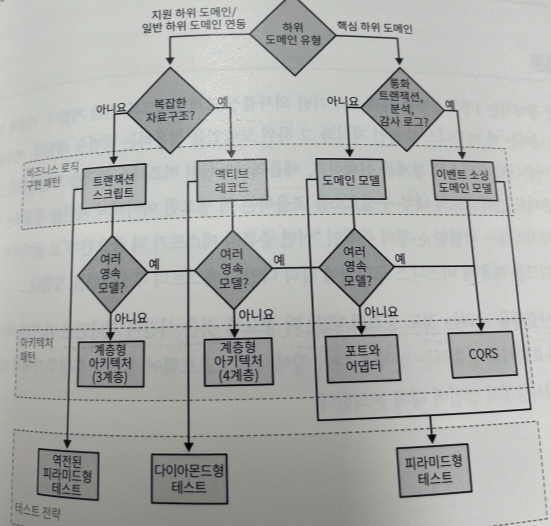 지원 하위 도메인/
일반 하위 도메인 연동
하위
도메인 유형
핵심 하위 도메인
복잡한
자료구조?
통화
트랜잭션,
분석,
감사 로그?
아니요
예
아니요
예
비즈니스 로직
구현 패턴
트랜잭션
스크립트
액티브
레코드
도메인 모델
이벤트 소싱
도메인 모델
여러
영속
모델?
예
여러
영속
모델?
예
여러
영속
모델?
예
아니요
아니요
아니요
아키텍처
패턴
계층형
아키텍처
(3계층)
계층형
아키텍처
(4계층)
포트와
어댑터
CQRS
역전된
피라미드형
테스트
다이아몬드형
테스트
피라미드형
테스트
테스트 전략